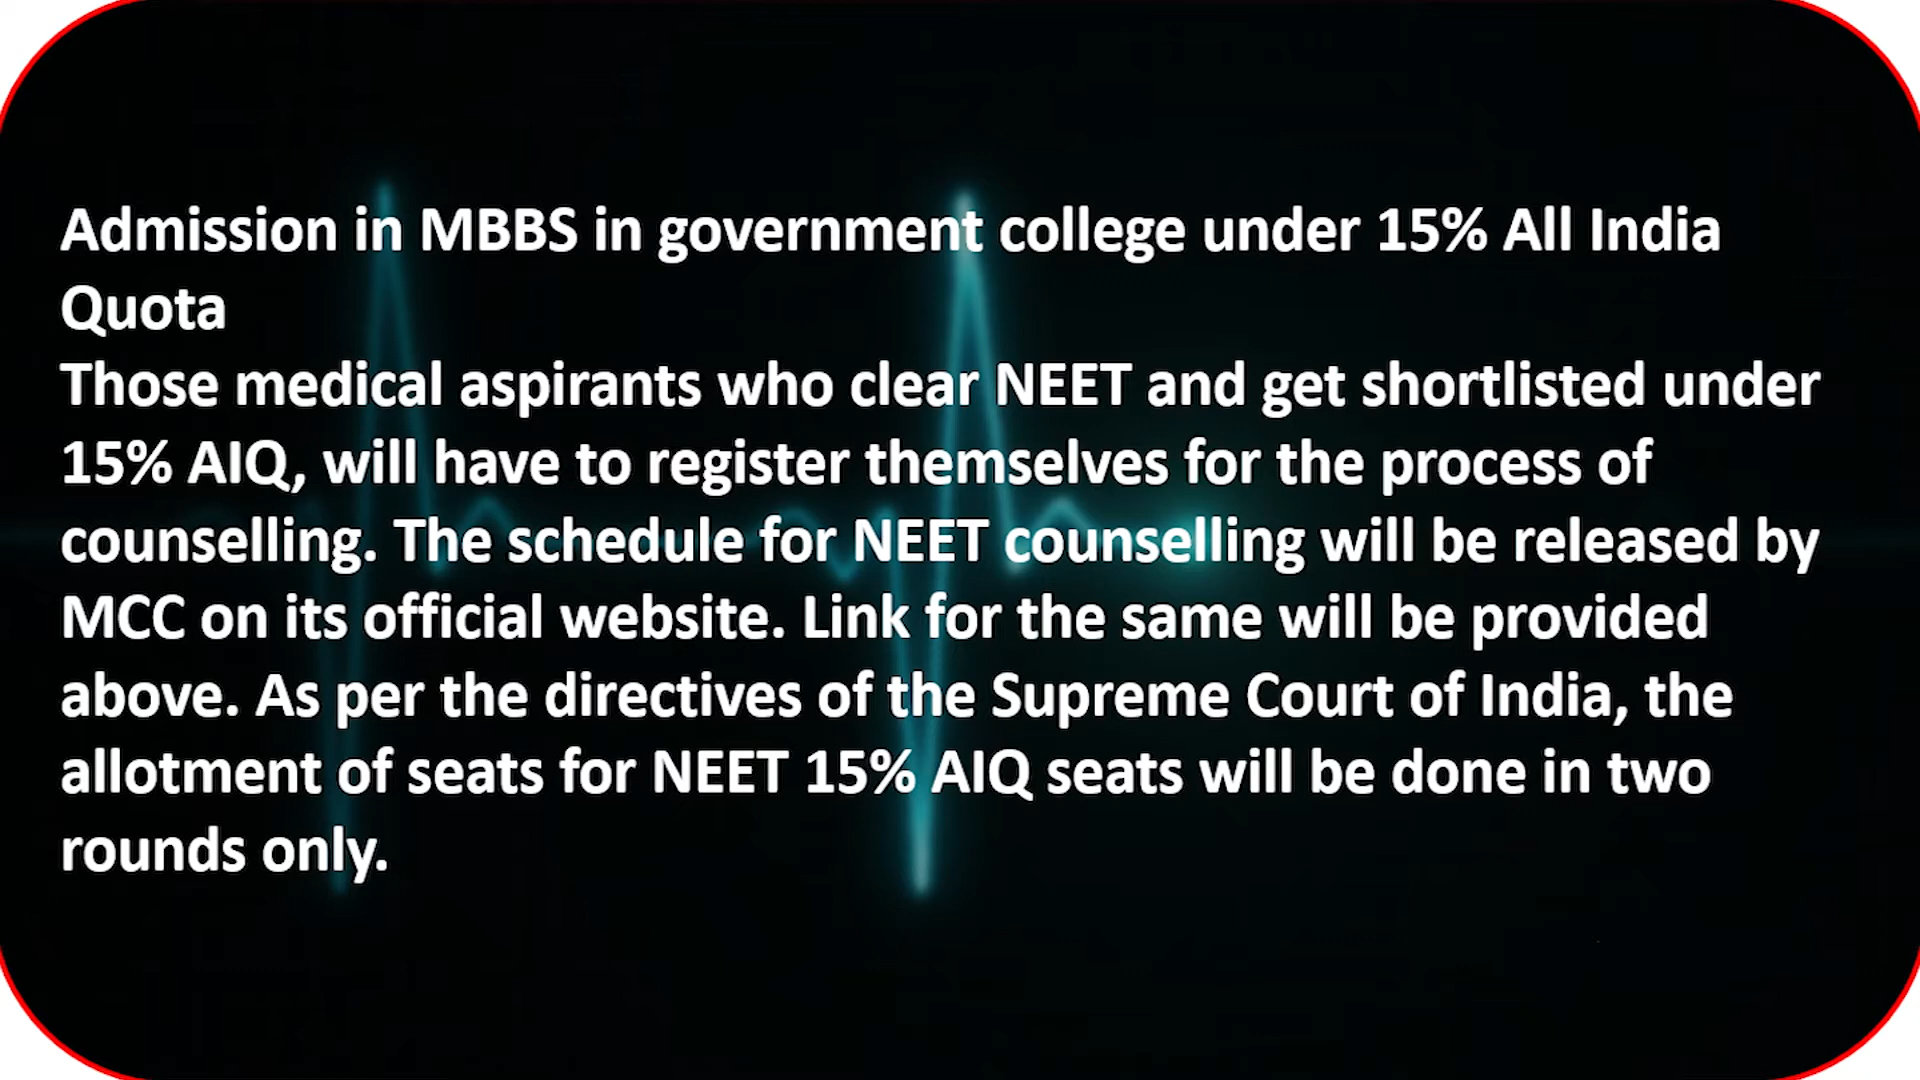 Admission in MBBS in government college under 15% All India
Quota
Those medical aspirants who clear NEET and get shortlisted under
15% AIQ, will have to register themselves for the process of
counselling. The schedule for NEET counselling will be released by
MCC on its official website. Link for the same will be provided
above. As per the directives of the Supreme Court of India, the
allotment of seats for NEET 15% AIQ seats will be done in two
rounds only.